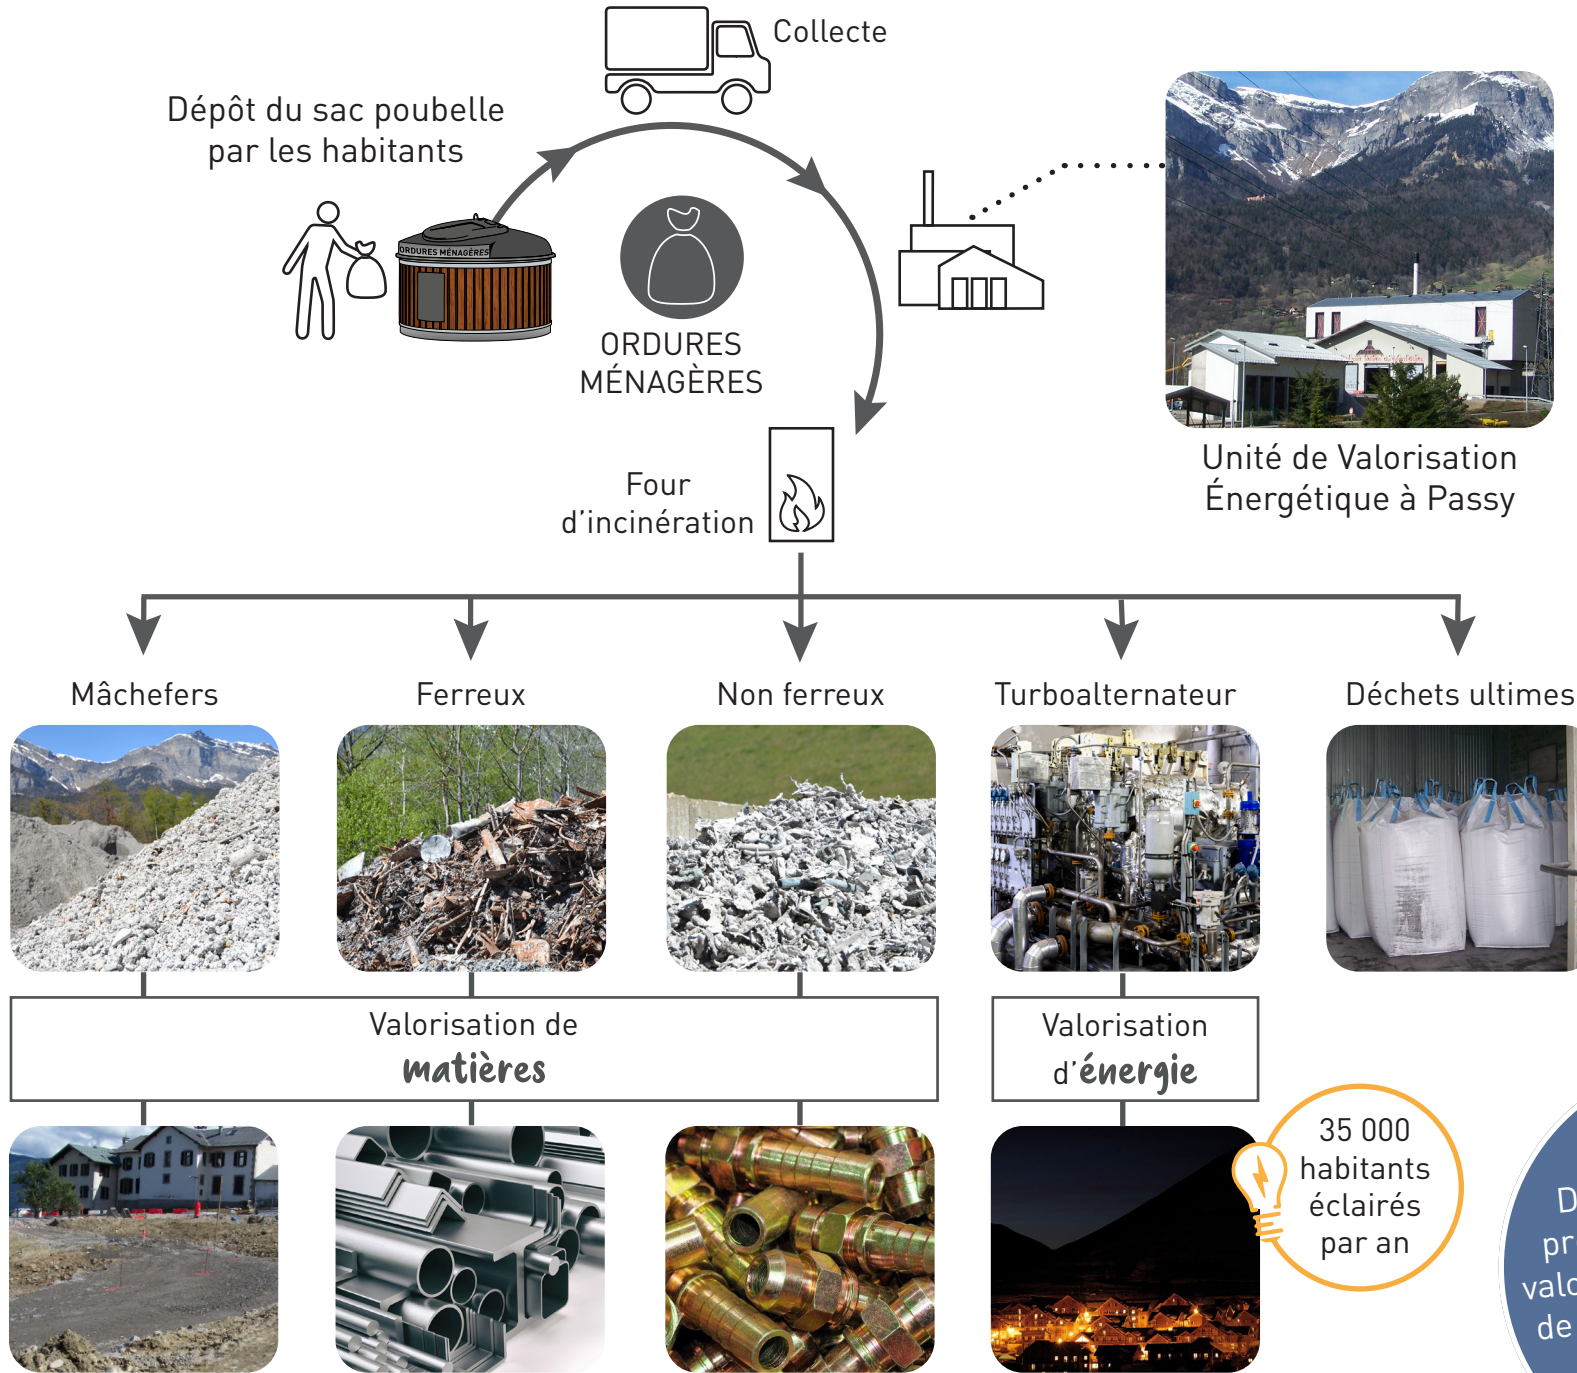 Collecte
Dépôt du sac poubelle
par les habitants
ORDURES MÉNAGÈRES
ORDURES
MÉNAGÈRES
Unité de Valorisation
Énergétique à Passy
Four
d'incinération
Mâchefers
Ferreux
Non ferreux
Turboalternateur
Déchets ultimes
Valorisation de
matières
Valorisation
d'énergie
35 000
habitants
éclairés
par an